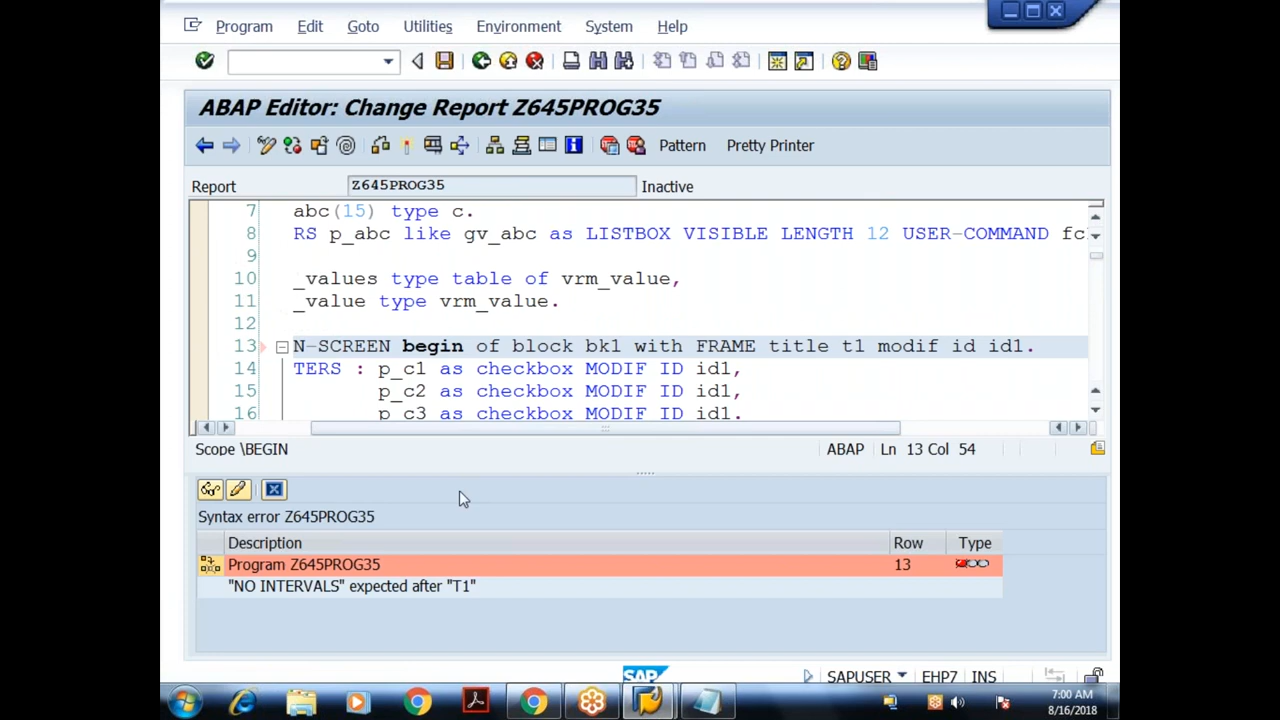 Program Edit Goto Utilities Environment System Help
ABAP Editor: Change Report Z645PROG35
Pattern Pretty Printer
Report Z645PROG35 Inactive
7 abc(15) type c.
8 RS p_abc like gv_abc as LISTBOX VISIBLE LENGTH 12 USER-COMMAND fc
9
10 _values type table of vrm_value,
11 _value type vrm_value.
12
13 N-SCREEN begin of block bk1 with FRAME title t1 modif id id1.
14 TERS : p_c1 as checkbox MODIF ID id1,
15 p_c2 as checkbox MODIF ID id1,
16 p_c3 as checkbox MODIF ID id1.
Scope \BEGIN ABAP Ln 13 Col 54
Syntax error Z645PROG35
Description Row Type
Program Z645PROG35 13
"NO INTERVALS" expected after "T1"
SAP SAPUSER EHP7 INS
7:00 AM
8/16/2018